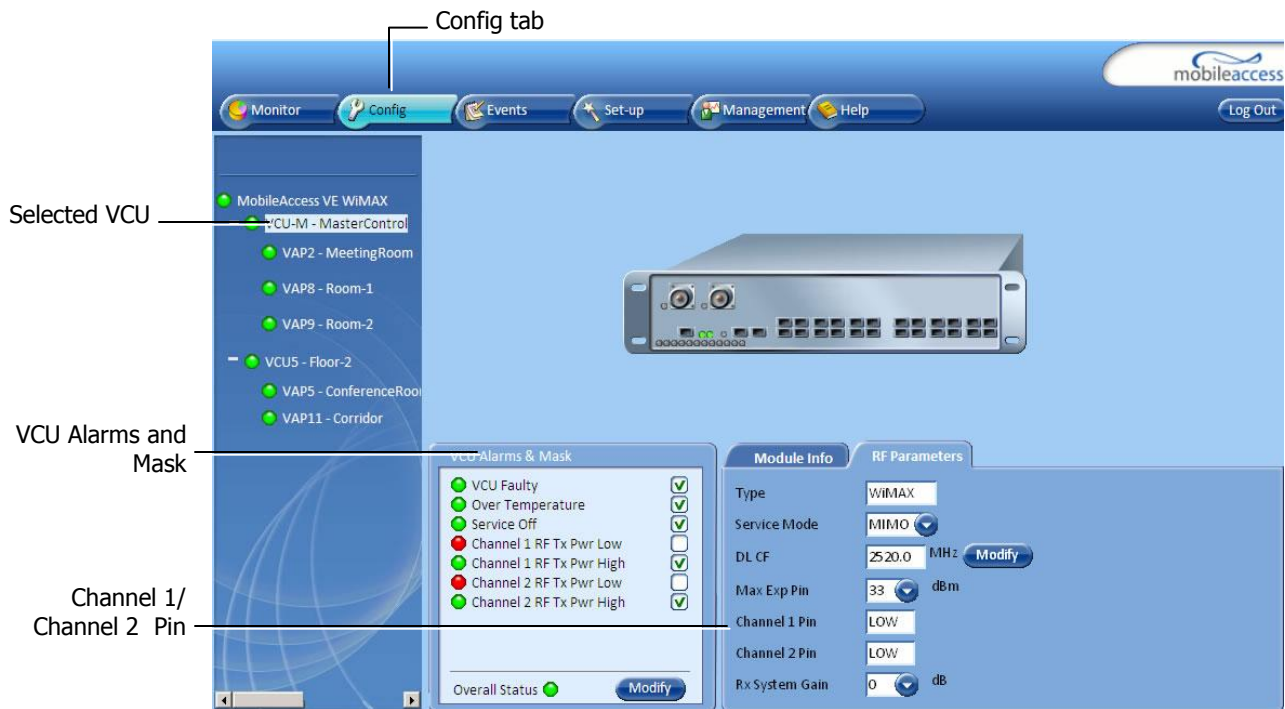 Config tab
mobileaccess
Monitor
Config
Events
Set-up
Management
Help
Log Out
Selected VCU
MobileAccess VE WiMAX
VCU-M - MasterControl
VAP2 - MeetingRoom
VAP8 - Room-1
VAP9 - Room-2
VCU5 - Floor-2
VAP5 - ConferenceRoo
VAP11 - Corridor
VCU Alarms and
Mask
VCU Alarms & Mask
VCU Faulty
Over Temperature
Service Off
Channel 1 RF Tx Pwr Low
Channel 1 RF Tx Pwr High
Channel 2 RF Tx Pwr Low
Channel 2 RF Tx Pwr High
Overall Status
Modify
Channel 1/
Channel 2 Pin
Module Info
RF Parameters
Type WiMAX
Service Mode MIMO
DL CF 2520.0 MHz Modify
Max Exp Pin 33 dBm
Channel 1 Pin LOW
Channel 2 Pin LOW
Rx System Gain 0 dB